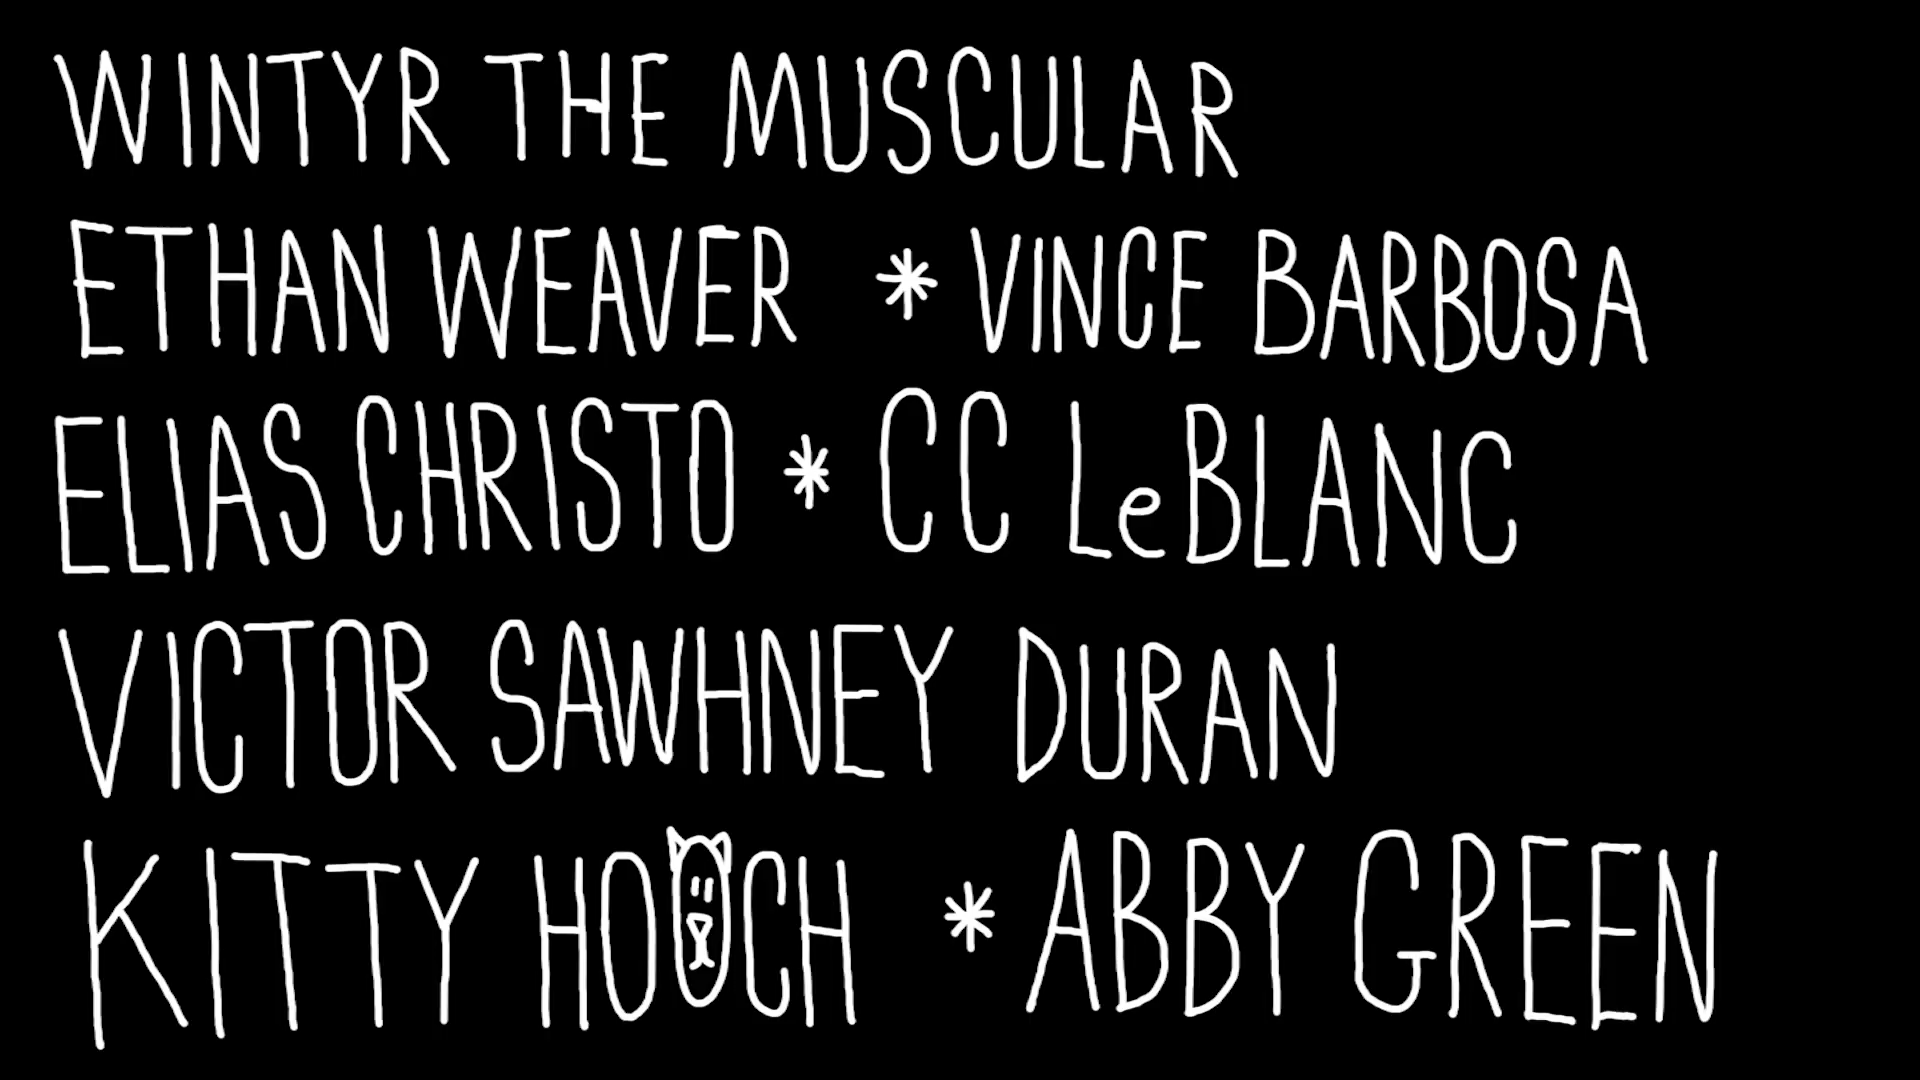 WINTYR THE MUSCULAR
ETHAN WEAVER * VINCE BARBOSA
ELIAS CHRISTO * CC LeBLANC
VICTOR SAWHNEY DURAN
KITTY HOOCH * ABBY GREEN